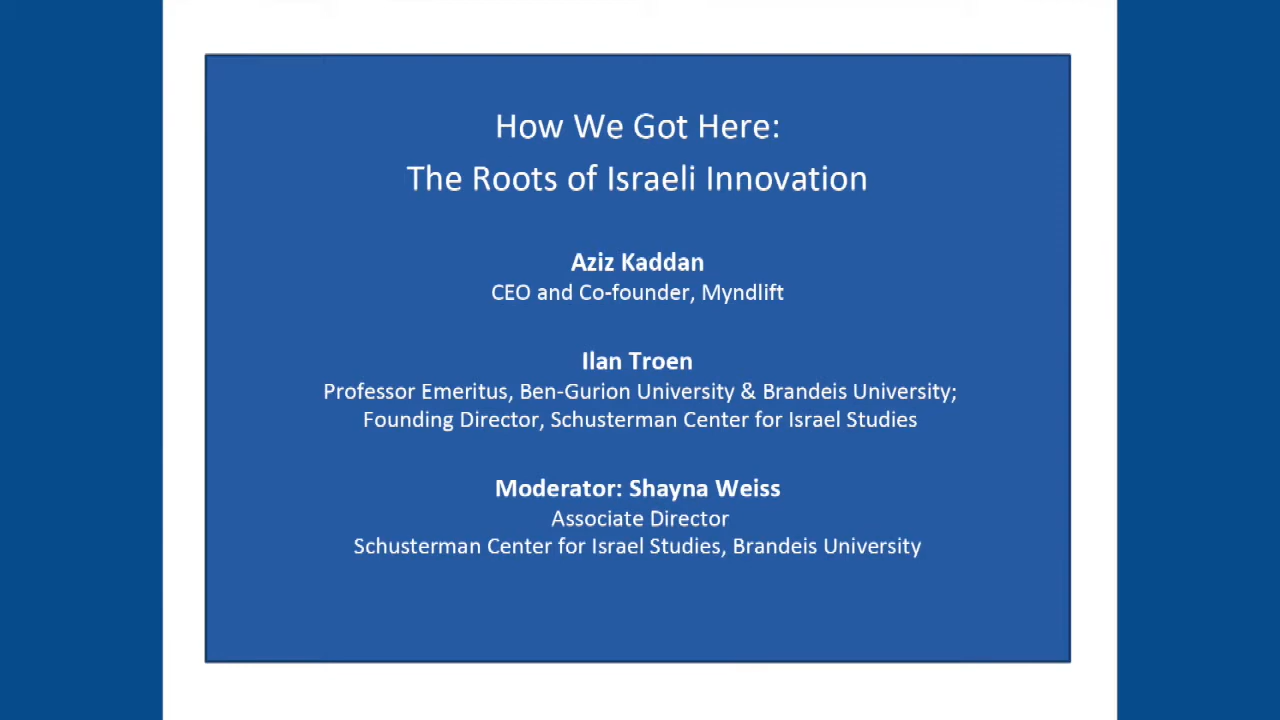 How We Got Here:
The Roots of Israeli Innovation
Aziz Kaddan
CEO and Co-founder, Myndlift
Ilan Troen
Professor Emeritus, Ben-Gurion University & Brandeis University;
Founding Director, Schusterman Center for Israel Studies
Moderator: Shayna Weiss
Associate Director
Schusterman Center for Israel Studies, Brandeis University